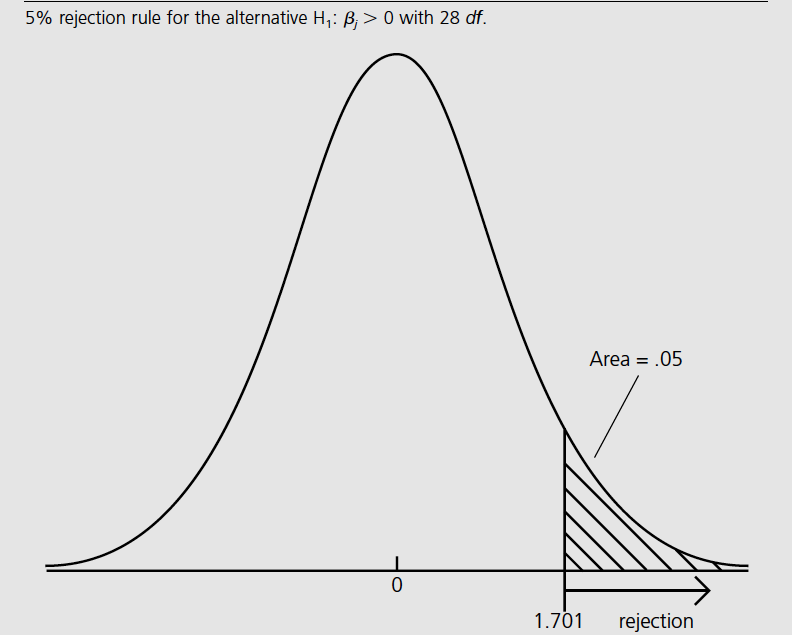 5% rejection rule for the alternative H₁: βⱼ > 0 with 28 df.
Area = .05
0
1.701 rejection